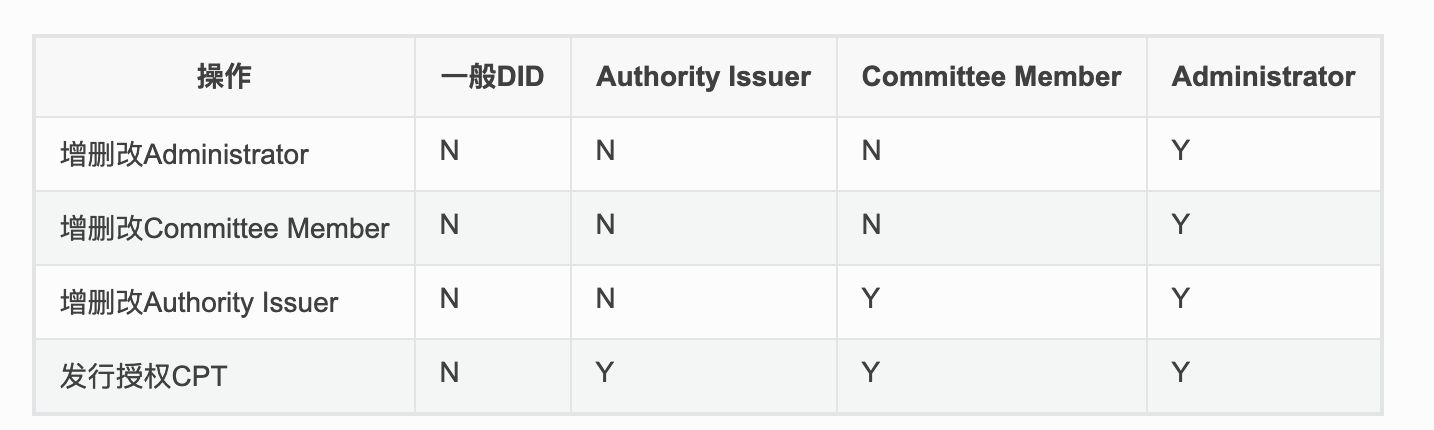 操作 一般DID Authority Issuer Committee Member Administrator
增删改Administrator N N N Y
增删改Committee Member N N N Y
增删改Authority Issuer N N Y Y
发行授权CPT N Y Y Y